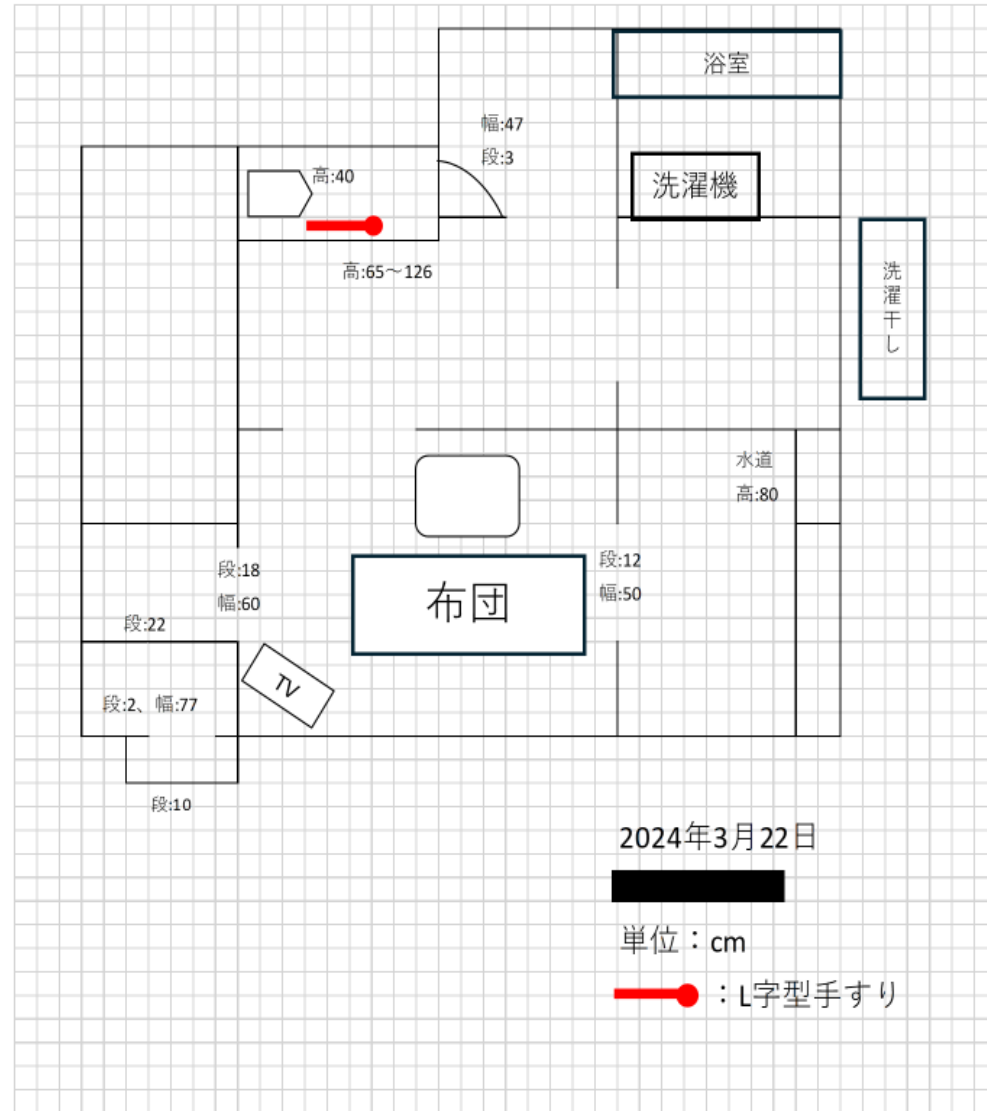 浴室
幅:47
段:3
高:40
洗濯機
高:65～126
洗濯干し
水道
高:80
段:18
幅:60
段:12
幅:50
布団
段:22
TV
段:2、幅:77
段:10
2024年3月22日
単位：cm
：L字型手すり